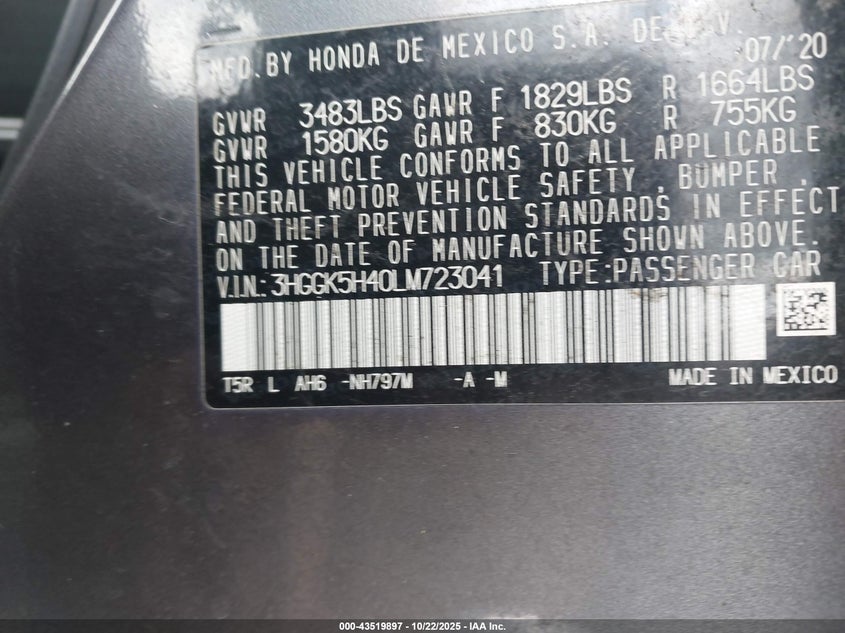 MFD. BY HONDA DE MEXICO S.A. DE C.V. 07/'20
GVWR 3483LBS GAWR F 1829LBS R 1664LBS
GVWR 1580KG GAWR F 830KG R 755KG
THIS VEHICLE CONFORMS TO ALL APPLICABLE
FEDERAL MOTOR VEHICLE SAFETY, BUMPER,
AND THEFT PREVENTION STANDARDS IN EFFECT
ON THE DATE OF MANUFACTURE SHOWN ABOVE.
V.I.N.: 3HGGK5H40LM723041 TYPE:PASSENGER CAR
T5R L AH6 -NH797M -A -M MADE IN MEXICO
000-43519897 - 10/22/2025 - IAA Inc.